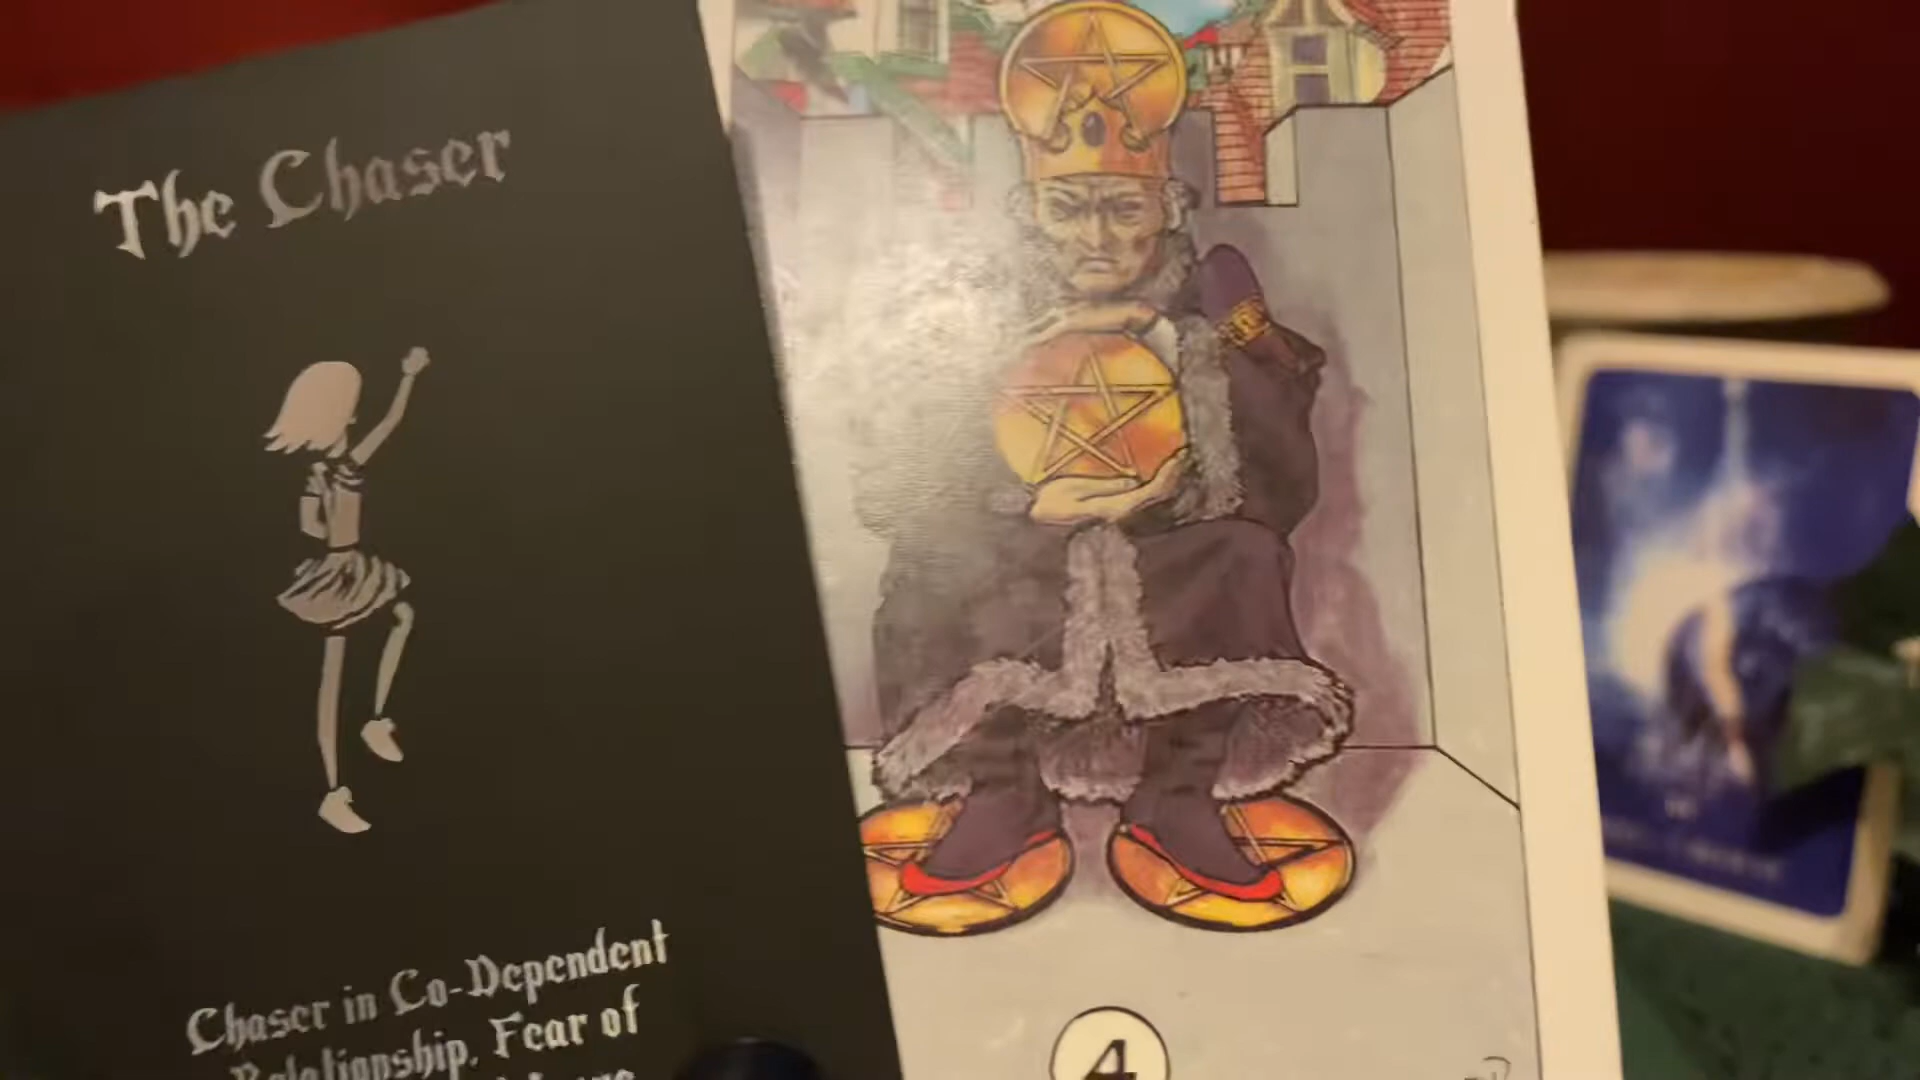 The Chaser
Chaser in Co-Dependent
Relationship, Fear of
4